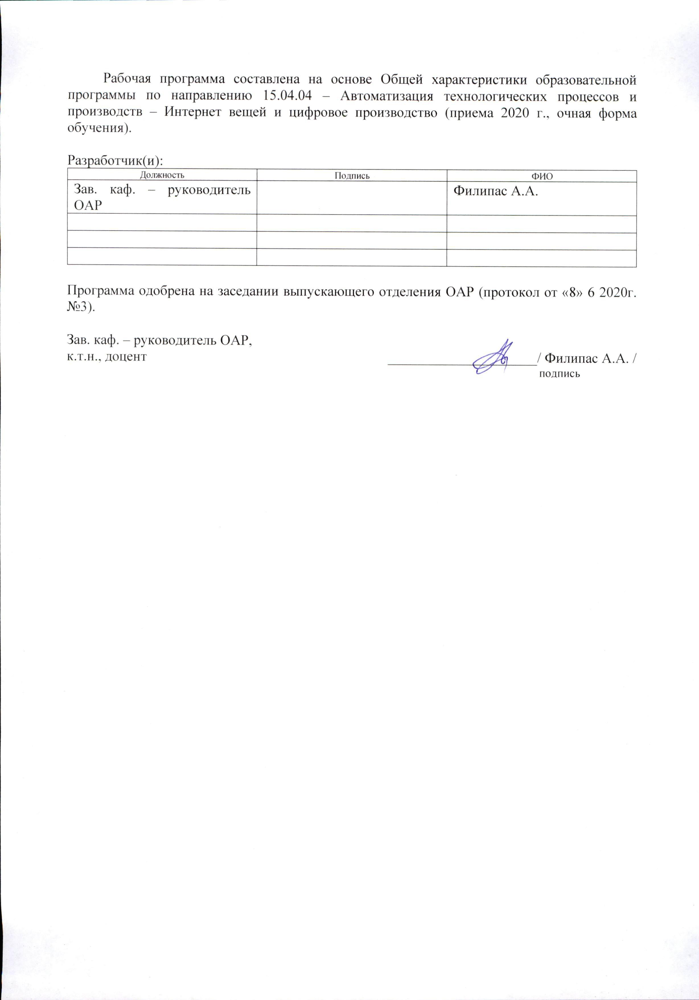 Рабочая программа составлена на основе Общей характеристики образовательной
программы по направлению 15.04.04 – Автоматизация технологических процессов и
производств – Интернет вещей и цифровое производство (приема 2020 г., очная форма
обучения).
Разработчик(и):
Должность Подпись ФИО
Зав. каф. – руководитель Филипас А.А.
ОАР
Программа одобрена на заседании выпускающего отделения ОАР (протокол от «8» 6 2020г.
№3).
Зав. каф. – руководитель ОАР,
к.т.н., доцент / Филипас А.А. /
подпись